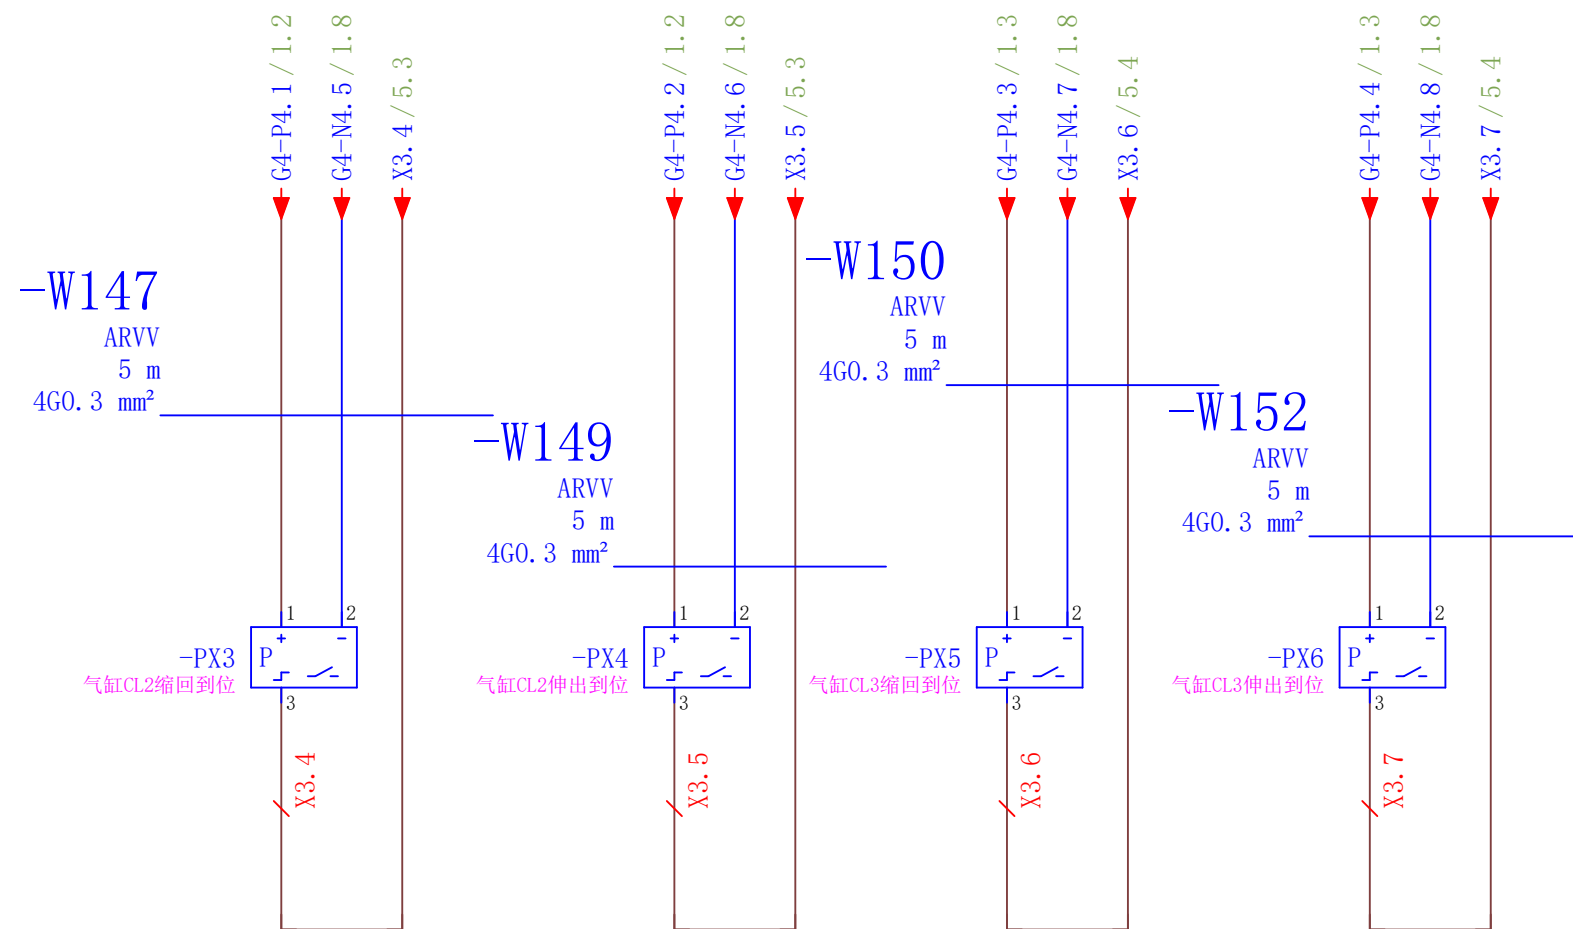 G4-P4.1/1.2
G4-N4.5/1.8
X3.4/5.3
G4-P4.2/1.2
G4-N4.6/1.8
X3.5/5.3
G4-P4.3/1.3
G4-N4.7/1.8
X3.6/5.4
G4-P4.4/1.3
G4-N4.8/1.8
X3.7/5.4
-W147
ARVV
5 m
4G0.3 mm²
-W149
ARVV
5 m
4G0.3 mm²
-W150
ARVV
5 m
4G0.3 mm²
-W152
ARVV
5 m
4G0.3 mm²
1 2
+ -
-PX3 P
气缸CL2缩回到位
3
X3.4
1 2
+ -
-PX4 P
气缸CL2伸出到位
3
X3.5
1 2
+ -
-PX5 P
气缸CL3缩回到位
3
X3.6
1 2
+ -
-PX6 P
气缸CL3伸出到位
3
X3.7